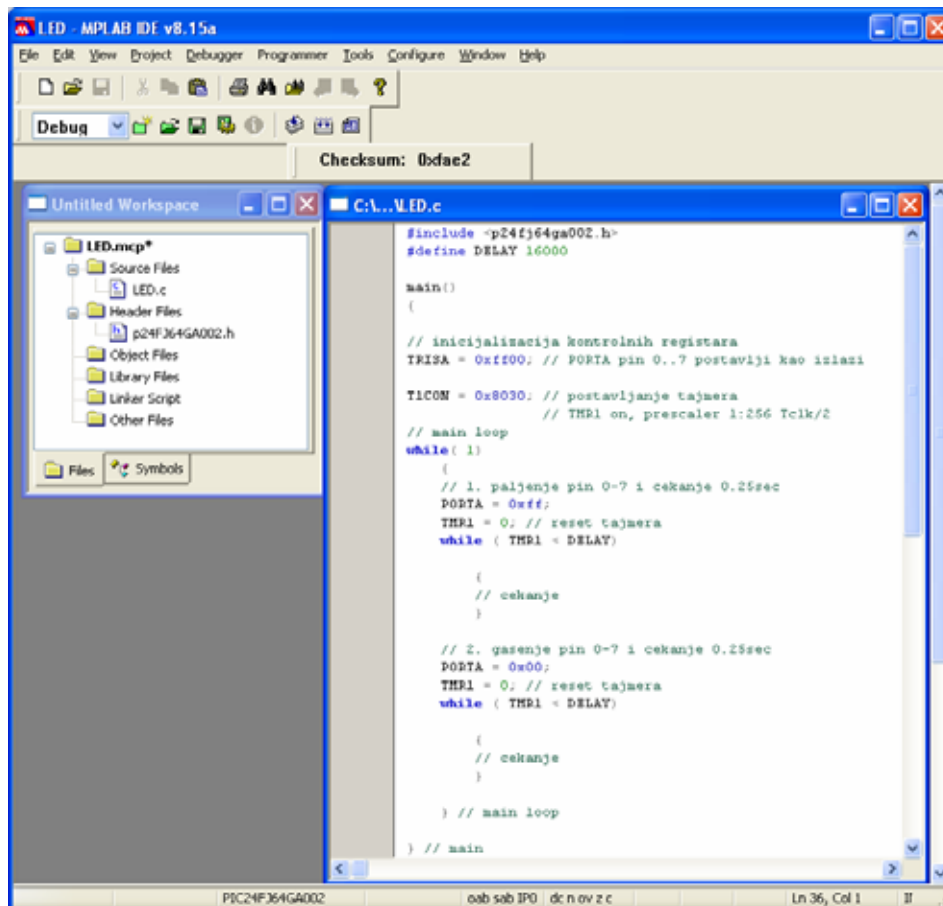 LED - MPLAB IDE v8.15a
File Edit View Project Debugger Programmer Tools Configure Window Help
Debug
Checksum: 0xdae2
Untitled Workspace
LED.mcp*
Source Files
LED.c
Header Files
p24FJ64GA002.h
Object Files
Library Files
Linker Script
Other Files
Files Symbols
C:\...\LED.c
#include <p24fj64ga002.h>
#define DELAY 16000
main()
{
// inicijalizacija kontrolnih registara
TRISA = 0xff00; // PORTA pin 0..7 postavlji kao izlazi
T1CON = 0x8030; // postavljanje tajmera
// TMR1 on, prescaler 1:256 Tclk/2
// main loop
while( 1)
{
// 1. paljenje pin 0-7 i cekanje 0.25sec
PORTA = 0xff;
TMR1 = 0; // reset tajmera
while ( TMR1 < DELAY)
{
// cekanje
}
// 2. gasenje pin 0-7 i cekanje 0.25sec
PORTA = 0x00;
TMR1 = 0; // reset tajmera
while ( TMR1 < DELAY)
{
// cekanje
}
} // main loop
} // main
PIC24FJ64GA002 oab sab IP0 dc n ov z c Ln 36, Col 1